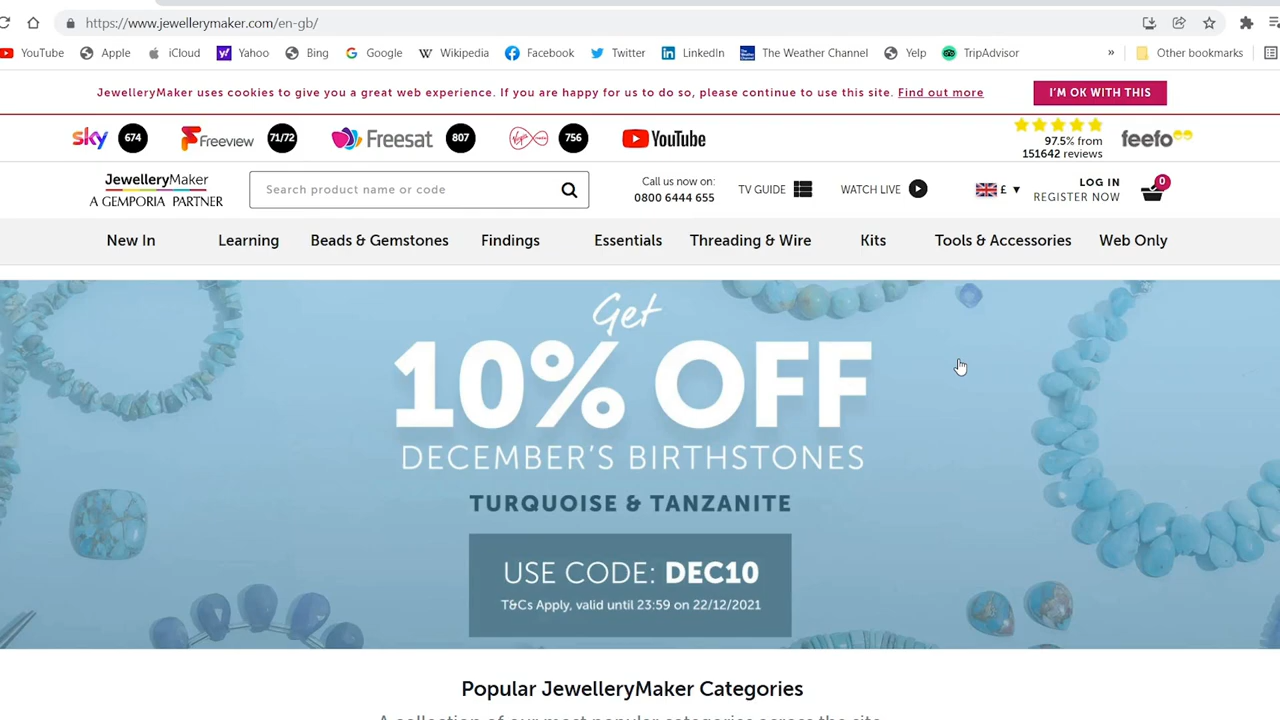 https://www.jewellerymaker.com/en-gb/
YouTube Apple iCloud Yahoo Bing Google Wikipedia Facebook Twitter LinkedIn The Weather Channel Yelp TripAdvisor » Other bookmarks
JewelleryMaker uses cookies to give you a great web experience. If you are happy for us to do so, please continue to use this site. Find out more
I'M OK WITH THIS
sky 674 Freeview 71/72 Freesat 807 Virgin media 756 YouTube
97.5% from
151642 reviews
feefo
JewelleryMaker
A GEMPORIA PARTNER
Search product name or code
Call us now on:
0800 6444 655
TV GUIDE
WATCH LIVE
£
LOG IN
REGISTER NOW
0
New In Learning Beads & Gemstones Findings Essentials Threading & Wire Kits Tools & Accessories Web Only
Get
10% OFF
DECEMBER'S BIRTHSTONES
TURQUOISE & TANZANITE
USE CODE: DEC10
T&Cs Apply, valid until 23:59 on 22/12/2021
Popular JewelleryMaker Categories
A collection of our most popular categories across the site